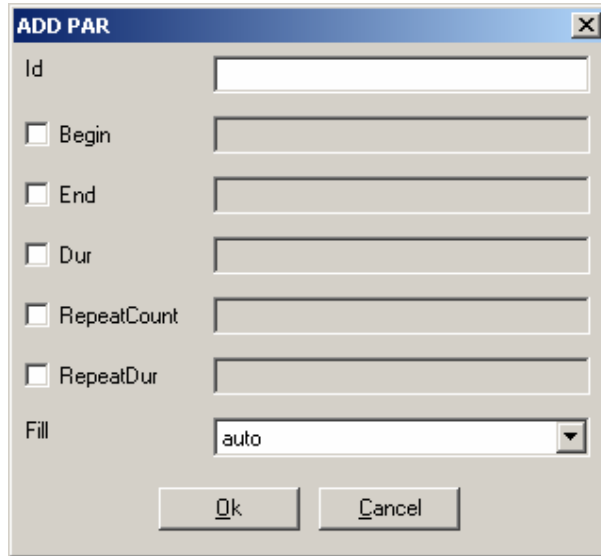 ADD PAR
Id
Begin
End
Dur
RepeatCount
RepeatDur
Fill auto
Ok Cancel